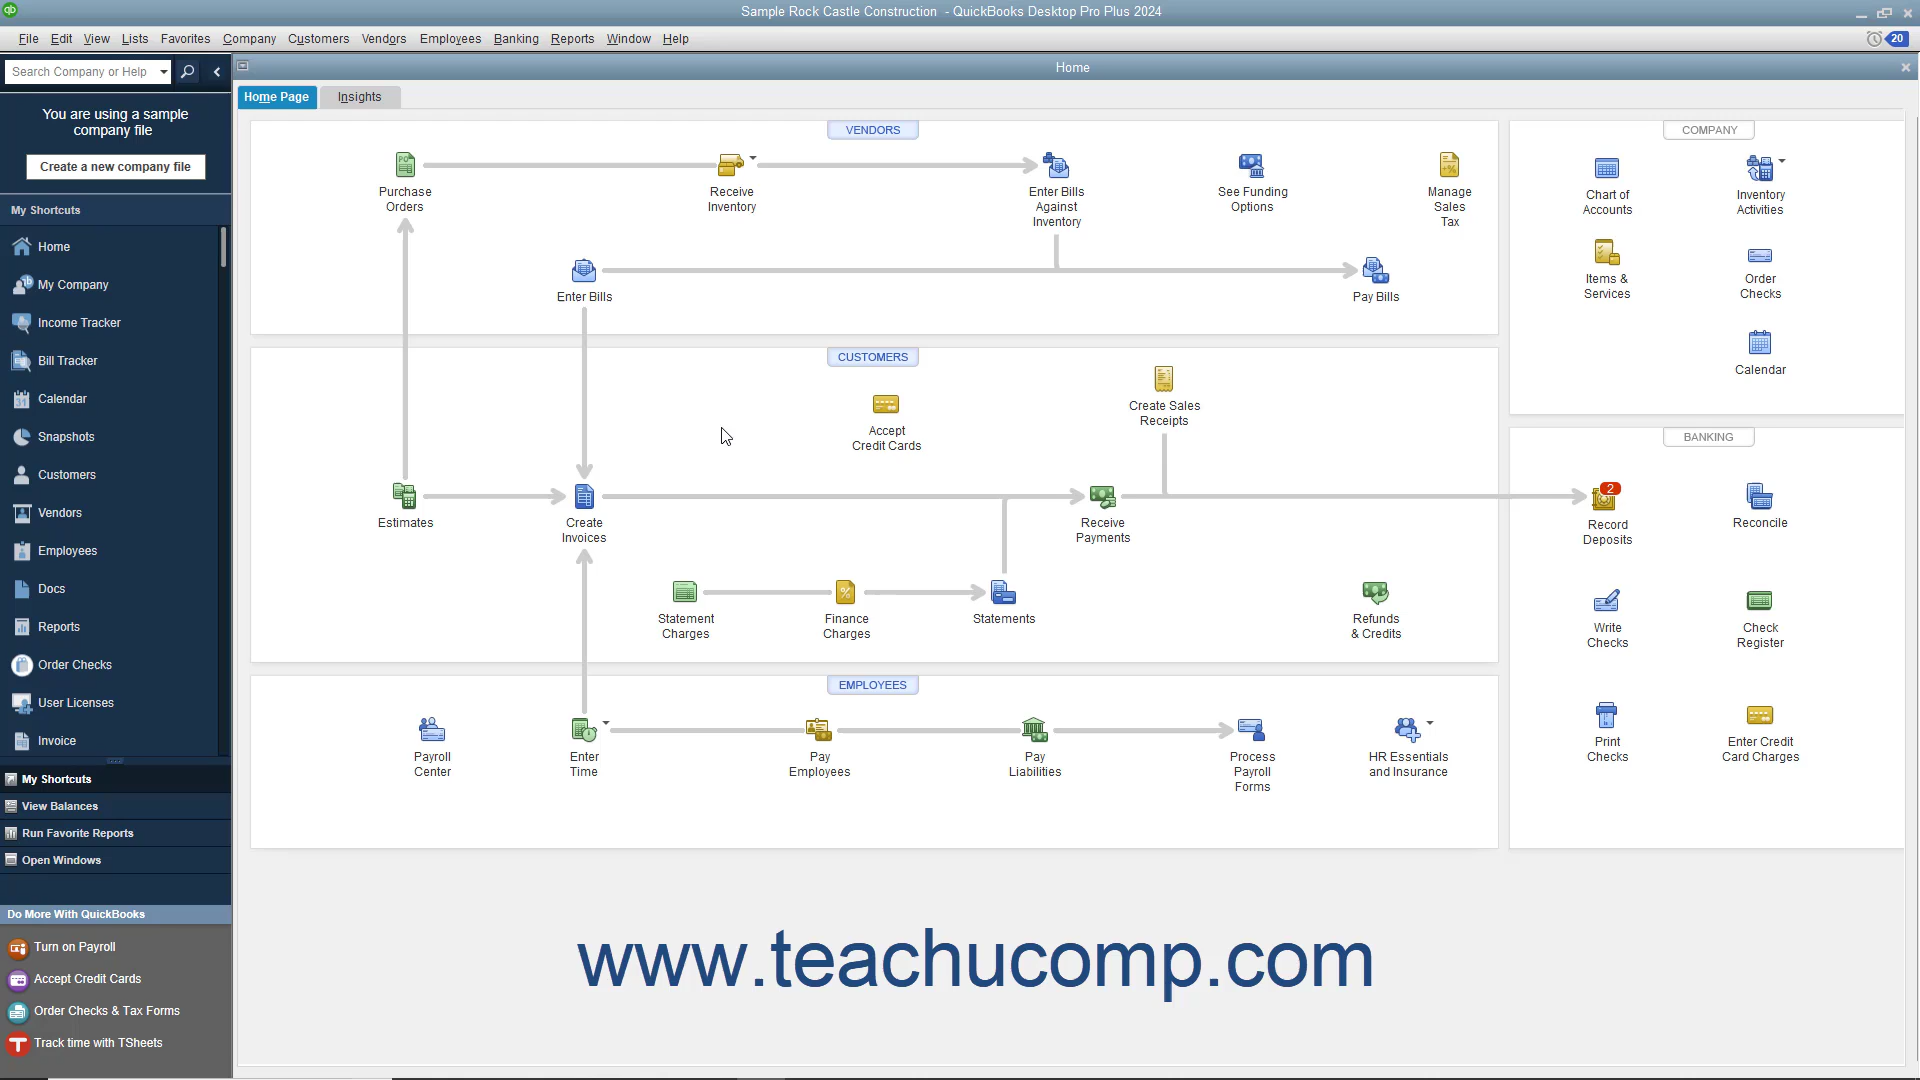 Sample Rock Castle Construction - QuickBooks Desktop Pro Plus 2024
File Edit View Lists Favorites Company Customers Vendors Employees Banking Reports Window Help
20
Search Company or Help
Home
You are using a sample
company file
Create a new company file
My Shortcuts
Home
My Company
Income Tracker
Bill Tracker
Calendar
Snapshots
Customers
Vendors
Employees
Docs
Reports
Order Checks
User Licenses
Invoice
My Shortcuts
View Balances
Run Favorite Reports
Open Windows
Do More With QuickBooks
Turn on Payroll
Accept Credit Cards
Order Checks & Tax Forms
Track time with TSheets
Home Page
Insights
VENDORS
Purchase
Orders
Receive
Inventory
Enter Bills
Against
Inventory
See Funding
Options
Manage
Sales
Tax
Enter Bills
Pay Bills
CUSTOMERS
Accept
Credit Cards
Create Sales
Receipts
Estimates
Create
Invoices
Receive
Payments
Statement
Charges
Finance
Charges
Statements
Refunds
& Credits
EMPLOYEES
Payroll
Center
Enter
Time
Pay
Employees
Pay
Liabilities
Process
Payroll
Forms
HR Essentials
and Insurance
COMPANY
Chart of
Accounts
Inventory
Activities
Items &
Services
Order
Checks
Calendar
BANKING
2
Record
Deposits
Reconcile
Write
Checks
Check
Register
Print
Checks
Enter Credit
Card Charges
www.teachucomp.com